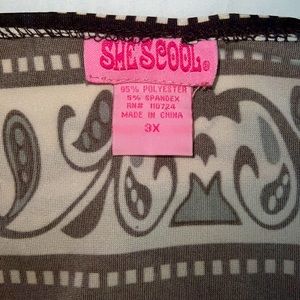 SHE'S COOL®
95% POLYESTER
5% SPANDEX
RN# 110724
MADE IN CHINA
3X